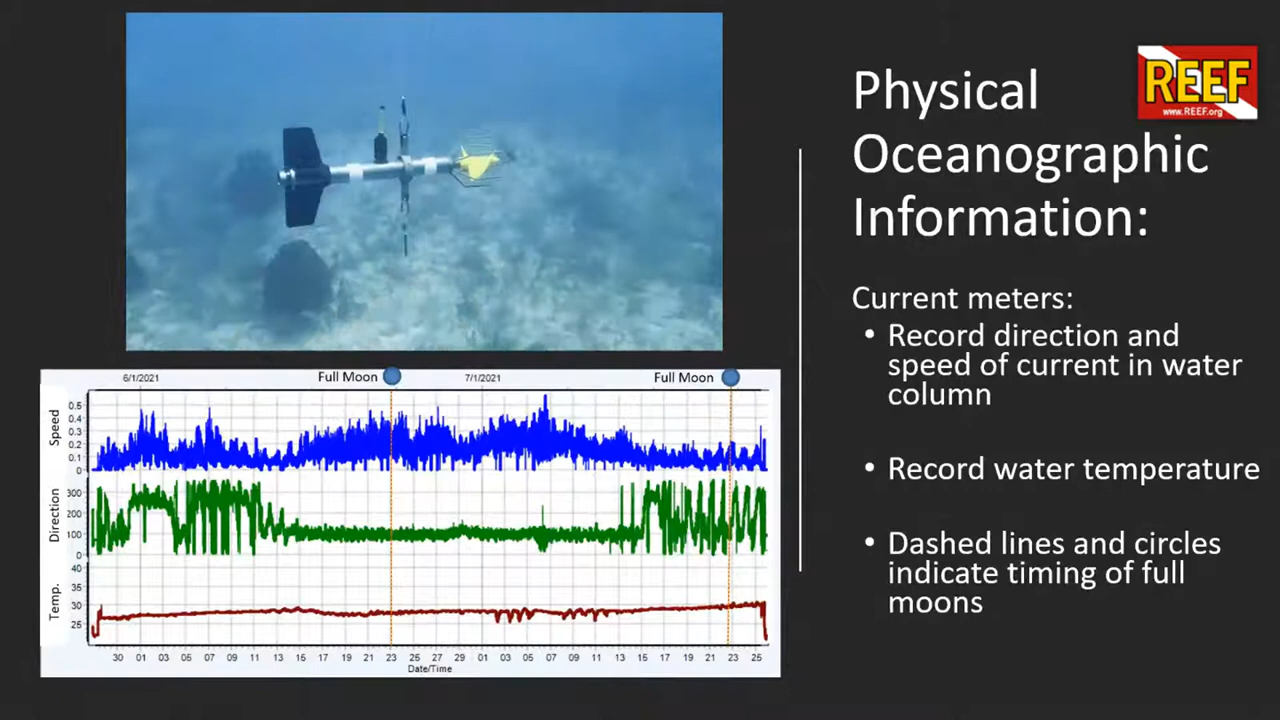 REEF
www.REEF.org
Physical
Oceanographic
Information:
Current meters:
• Record direction and
speed of current in water
column
• Record water temperature
• Dashed lines and circles
indicate timing of full
moons
6/1/2021 Full Moon 7/1/2021 Full Moon
Speed
0.5
0.4
0.3
0.2
0.1
0
Direction
300
200
100
0
Temp.
40
35
30
25
30 01 03 05 07 09 11 13 15 17 19 21 23 25 27 29 01 03 05 07 09 11 13 15 17 19 21 23 25
Date/Time